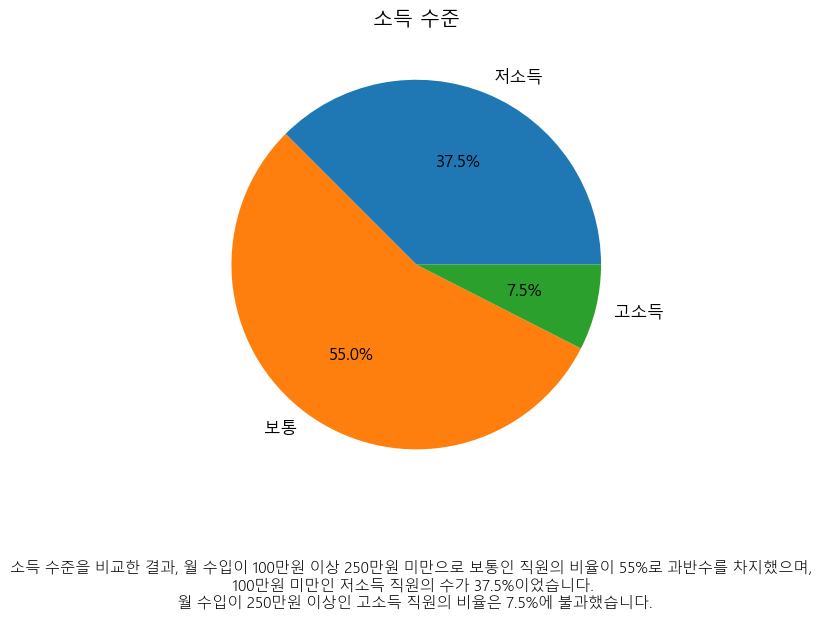 소득 수준
저소득
37.5%
7.5%
고소득
55.0%
보통
소득 수준을 비교한 결과, 월 수입이 100만원 이상 250만원 미만으로 보통인 직원의 비율이 55%로 과반수를 차지했으며,
100만원 미만인 저소득 직원의 수가 37.5%이었습니다.
월 수입이 250만원 이상인 고소득 직원의 비율은 7.5%에 불과했습니다.